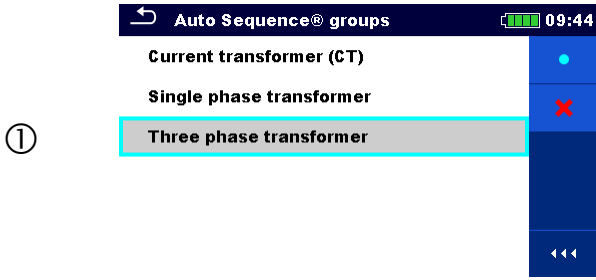 Auto Sequence® groups 09:44
Current transformer (CT)
Single phase transformer
① Three phase transformer